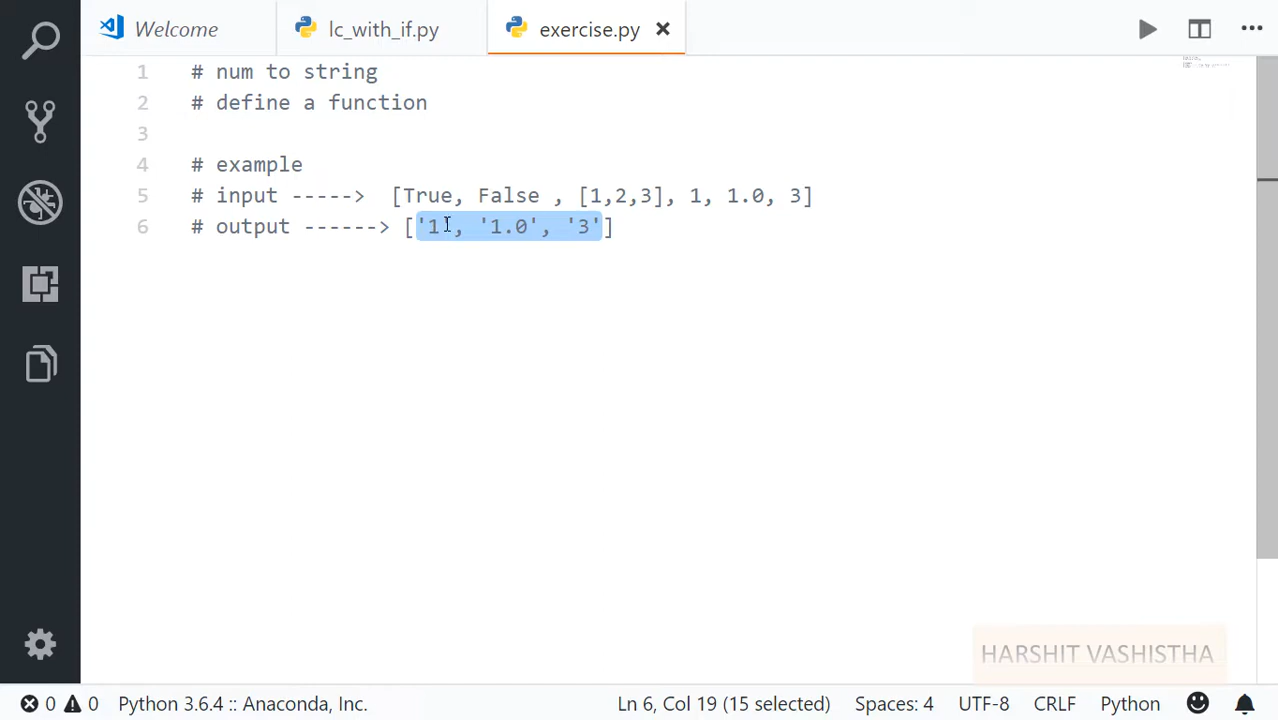 Welcome lc_with_if.py exercise.py
1 # num to string
2 # define a function
3
4 # example
5 # input -----> [True, False , [1,2,3], 1, 1.0, 3]
6 # output ------> ['1', '1.0', '3']
HARSHIT VASHISTHA
0 0 Python 3.6.4 :: Anaconda, Inc. Ln 6, Col 19 (15 selected) Spaces: 4 UTF-8 CRLF Python